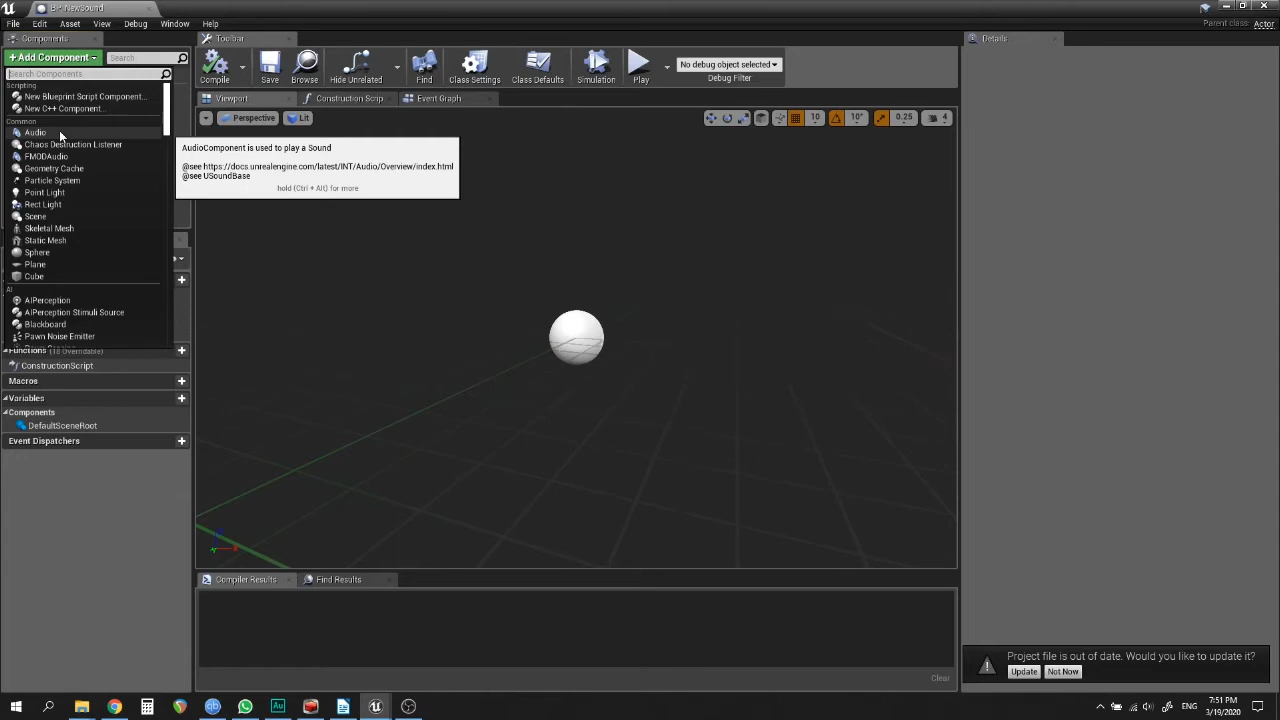 BP_NewSound
File Edit Asset View Debug Window Help
Parent class: Actor
Components
+Add Component
Search
Search Components
Scripting
New Blueprint Script Component...
New C++ Component...
Common
Audio
Chaos Destruction Listener
FMODAudio
Geometry Cache
Particle System
Point Light
Rect Light
Scene
Skeletal Mesh
Static Mesh
Sphere
Plane
Cube
AI
AIPerception
AIPerception Stimuli Source
Blackboard
Pawn Noise Emitter
Functions (18 Overridable)
ConstructionScript
Macros
Variables
Components
DefaultSceneRoot
Event Dispatchers
Toolbar
Compile Save Browse Hide Unrelated Find Class Settings Class Defaults Simulation Play
No debug object selected
Debug Filter
Viewport Construction Scrip Event Graph
Perspective Lit
10 10° 0.25 4
AudioComponent is used to play a Sound
@see https://docs.unrealengine.com/latest/INT/Audio/Overview/index.html
@see USoundBase
hold (Ctrl + Alt) for more
Compiler Results Find Results
Clear
Details
Project file is out of date. Would you like to update it?
Update Not Now
ENG 7:51 PM
3/19/2020